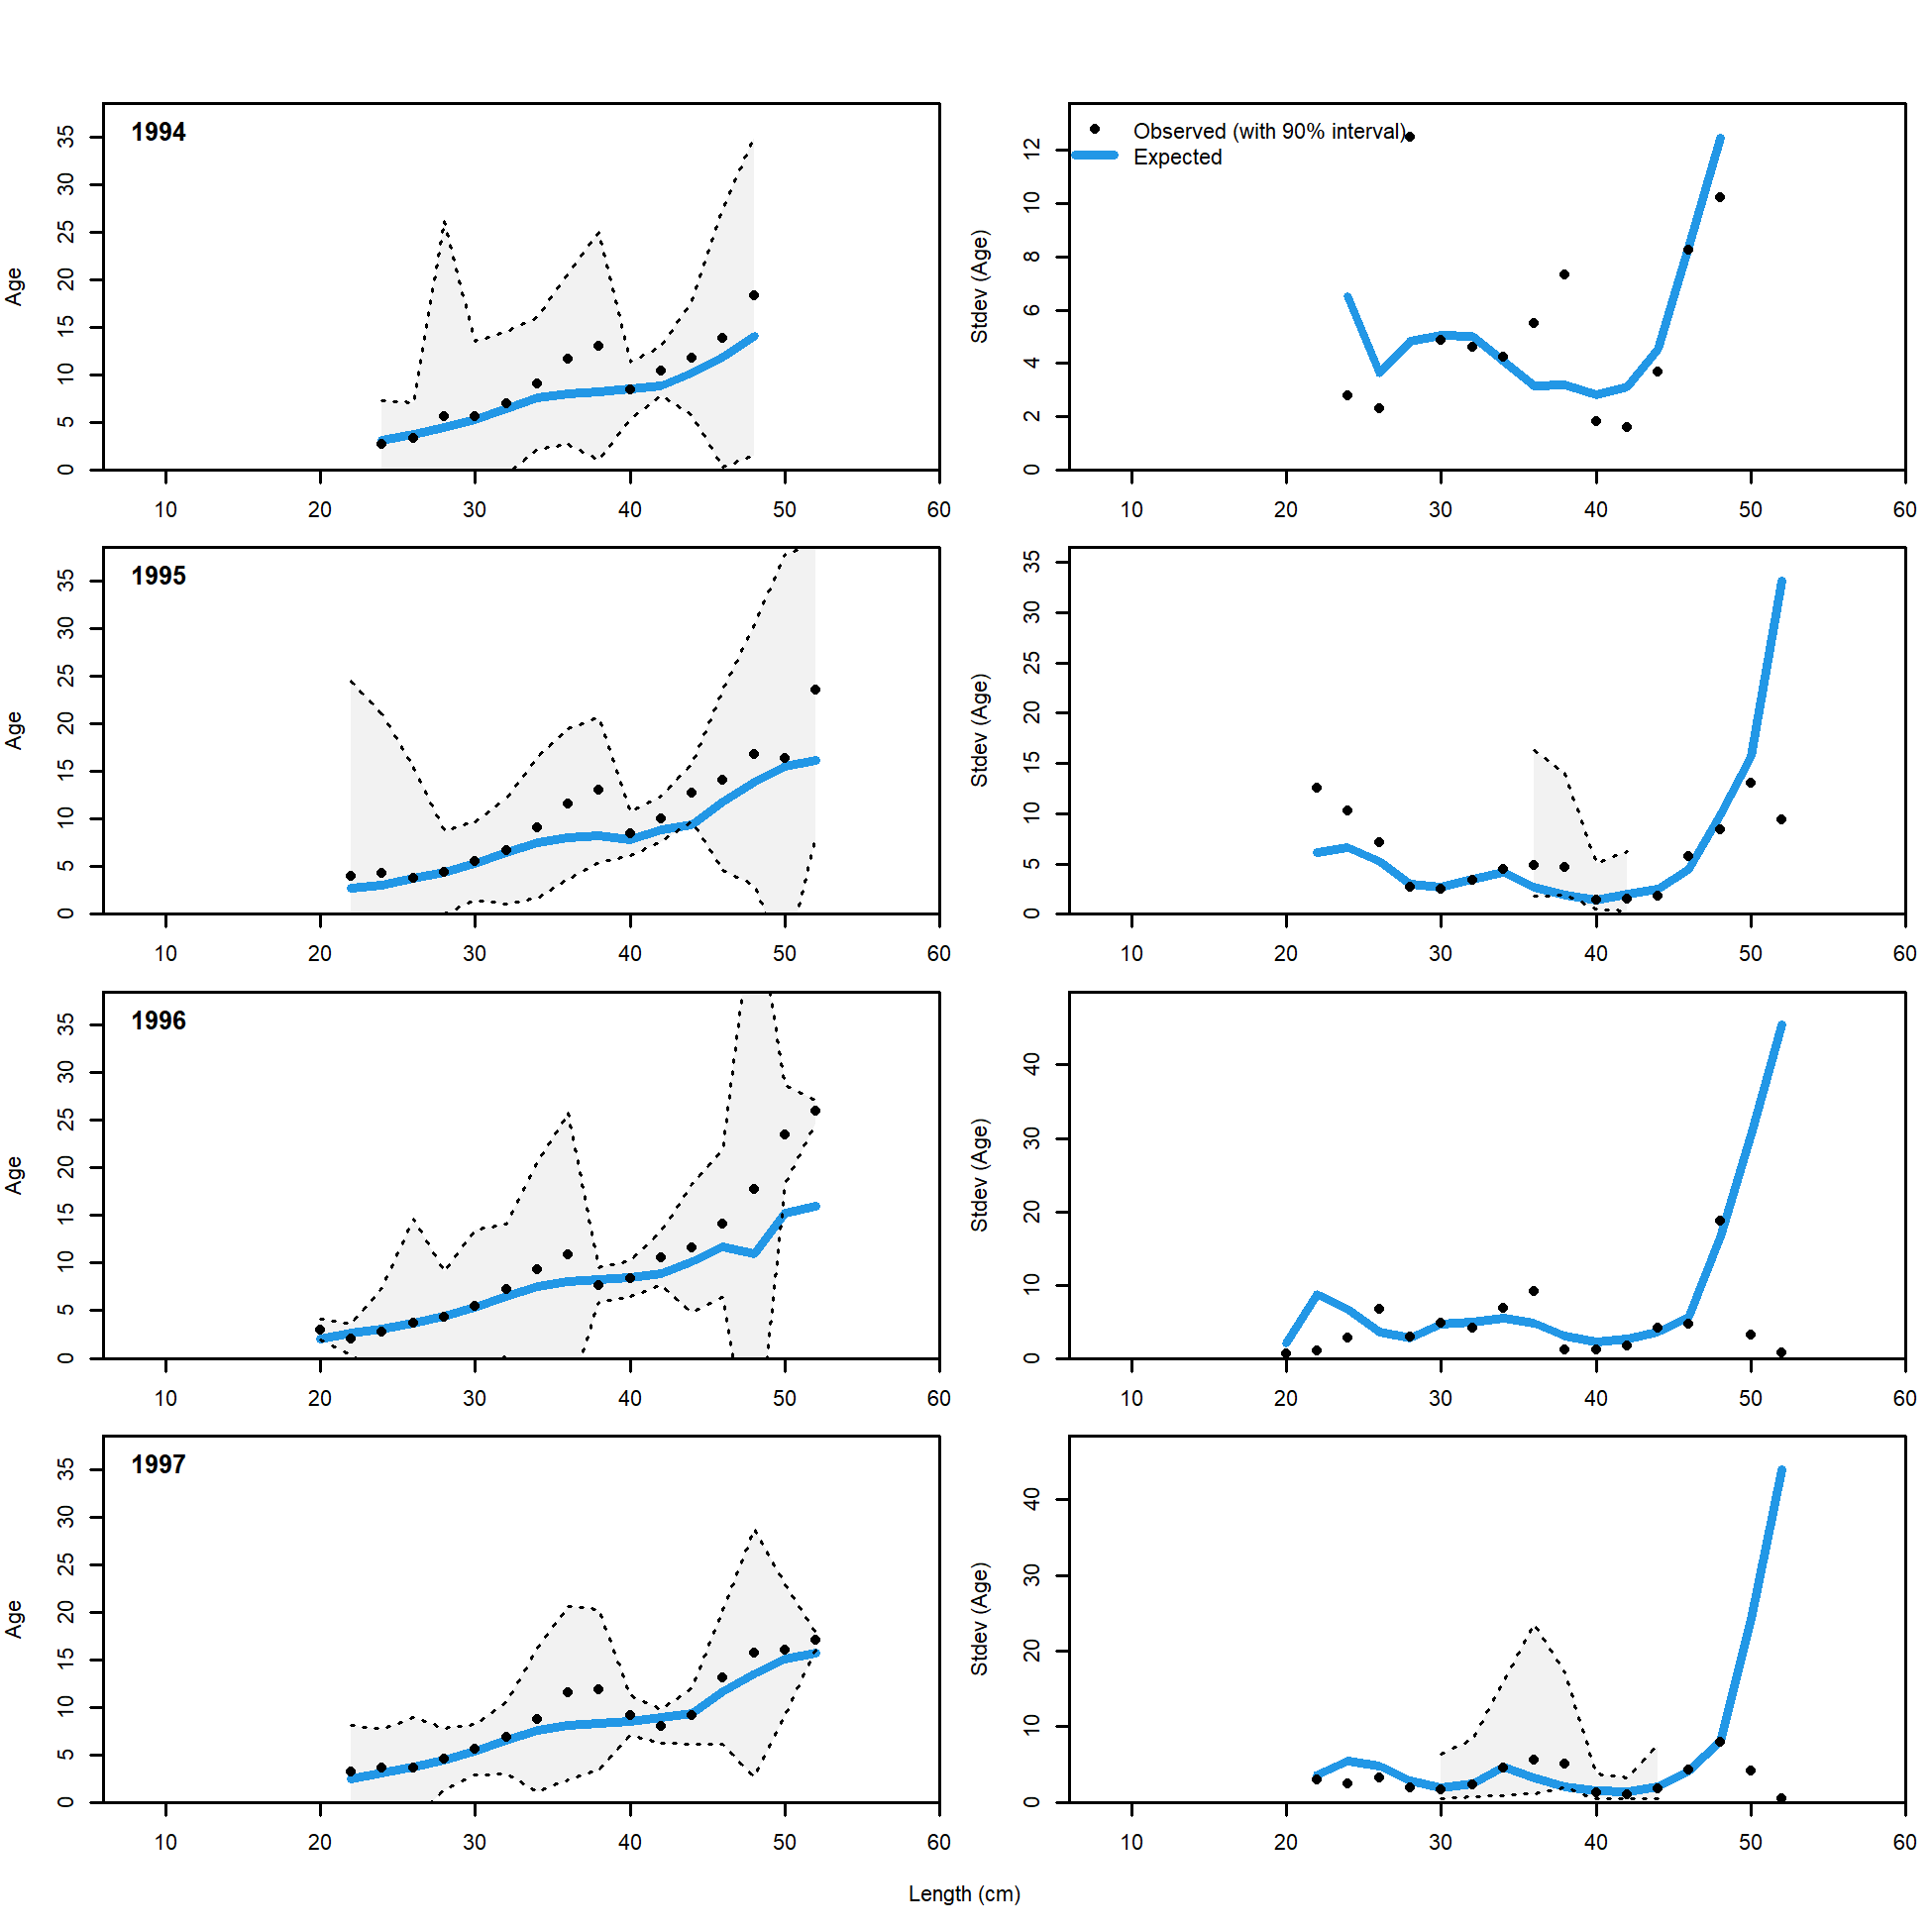 1994
Age
0 5 10 15 20 25 30 35
10 20 30 40 50 60
Observed (with 90% interval)
Expected
Stdev (Age)
0 2 4 6 8 10 12
10 20 30 40 50 60
1995
Age
0 5 10 15 20 25 30 35
10 20 30 40 50 60
Stdev (Age)
0 5 10 15 20 25 30 35
10 20 30 40 50 60
1996
Age
0 5 10 15 20 25 30 35
10 20 30 40 50 60
Stdev (Age)
0 10 20 30 40
10 20 30 40 50 60
1997
Age
0 5 10 15 20 25 30 35
10 20 30 40 50 60
Stdev (Age)
0 10 20 30 40
10 20 30 40 50 60
Length (cm)